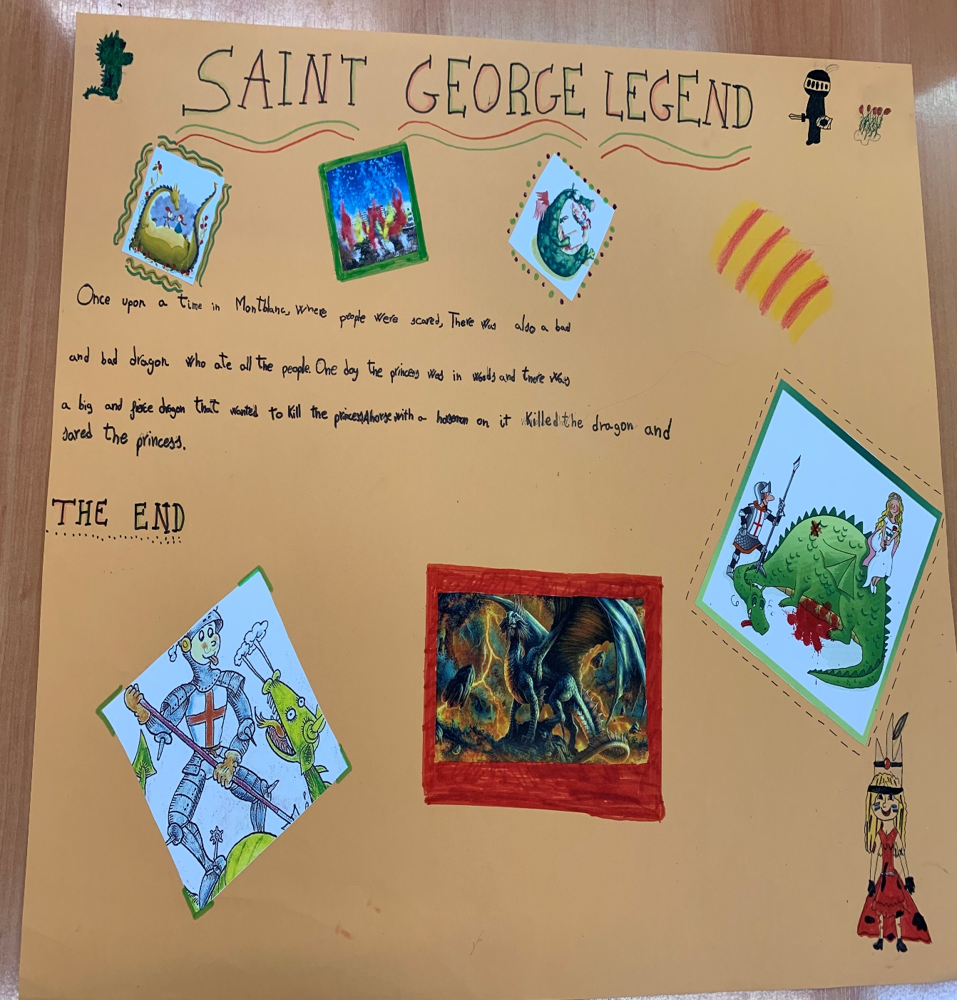 SAINT GEORGE LEGEND
Once upon a time in Montblanc, where people were scared, There was also a bad
and bad dragon who ate all the people. One day the princess was in woods and there was
a big and fierce dragon that wanted to kill the princess A horse with a horseman on it killed the dragon and
saved the princess.
THE END